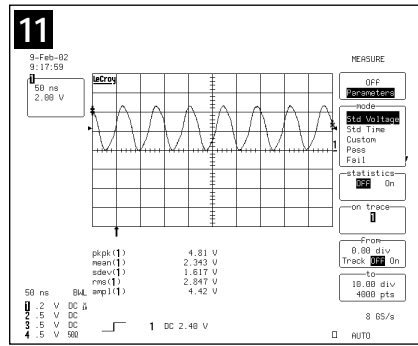 11
9-Feb-02
9:17:59
1
50 ns
2.00 V
LeCroy
1
MEASURE
OFF
Parameters
mode
Std Voltage
Std Time
Custom
Pass
Fail
statistics
OFF On
on trace
1
from
0.00 div
Track OFF On
to
10.00 div
4000 pts
pkpk(1) 4.81 V
mean(1) 2.343 V
sdev(1) 1.617 V
rms(1) 2.847 V
ampl(1) 4.42 V
50 ns BWL
1 .2 V DC
2 .5 V DC
3 .5 V DC
4 .5 V 50Ω
1 DC 2.40 V
8 GS/s
AUTO